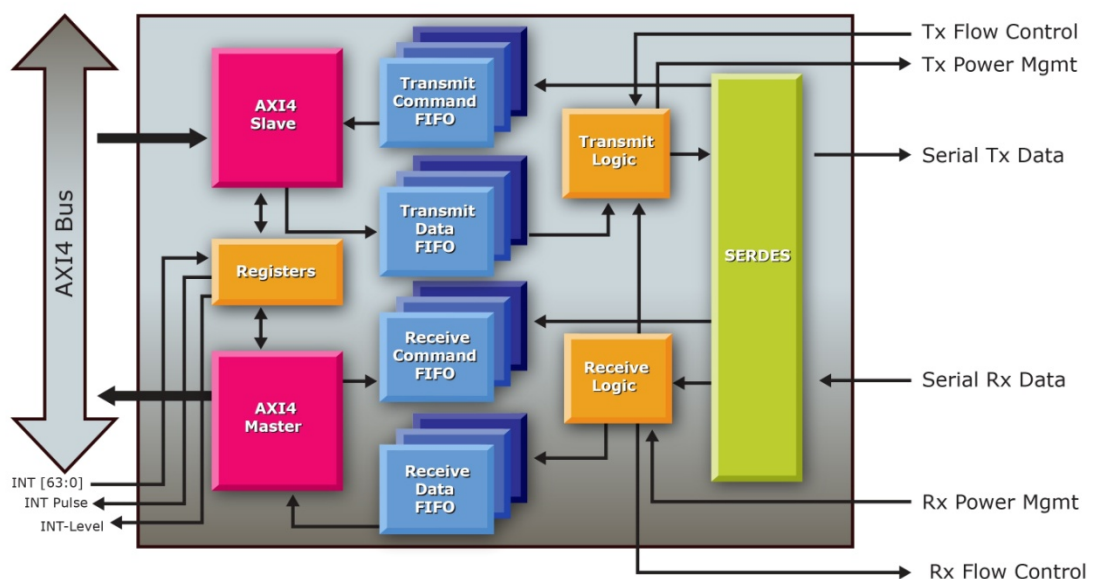 Tx Flow Control
Tx Power Mgmt
Serial Tx Data
Serial Rx Data
Rx Power Mgmt
Rx Flow Control
AXI4 Bus
AXI4
Slave
Transmit
Command
FIFO
Transmit
Logic
Transmit
Data
FIFO
SERDES
Registers
Receive
Command
FIFO
Receive
Logic
AXI4
Master
Receive
Data
FIFO
INT [63:0]
INT Pulse
INT-Level